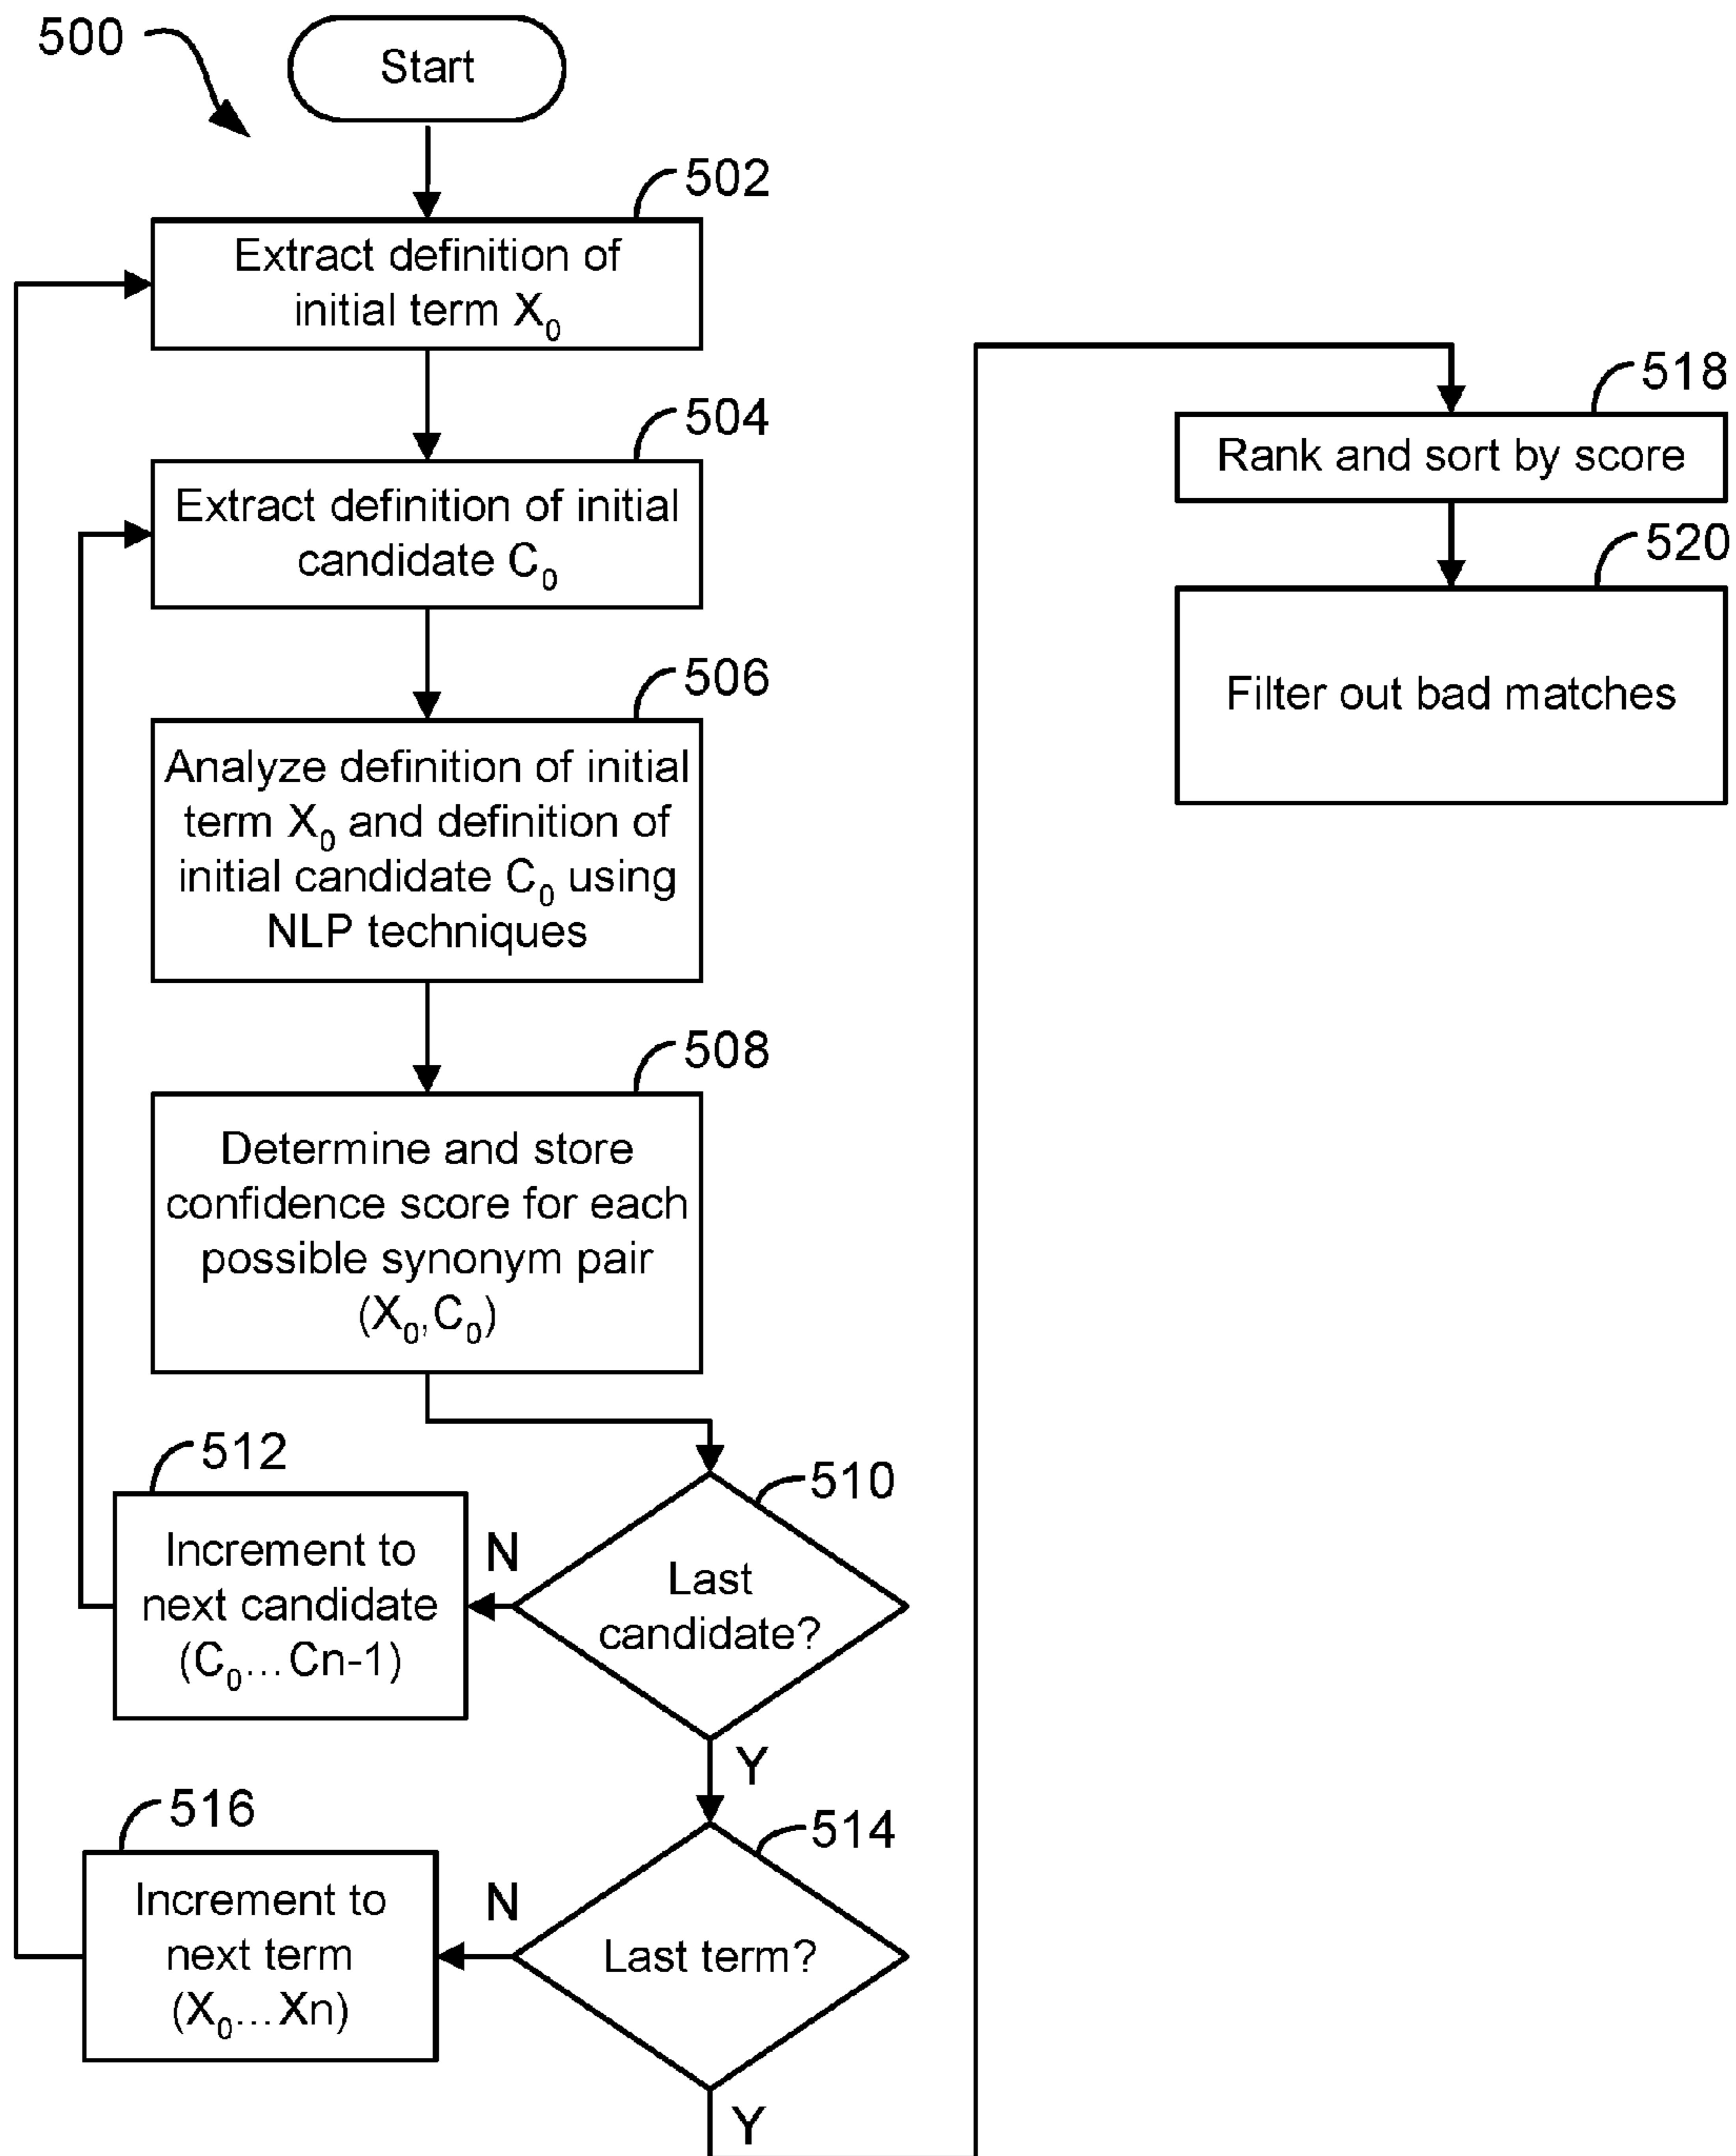 500
Start
502
Extract definition of
initial term X₀
504
Extract definition of initial
candidate C₀
506
Analyze definition of initial
term X₀ and definition of
initial candidate C₀ using
NLP techniques
508
Determine and store
confidence score for each
possible synonym pair
(X₀,C₀)
510
Last
candidate?
N
512
Increment to
next candidate
(C₀...Cn-1)
Y
514
Last term?
N
516
Increment to
next term
(X₀...Xn)
Y
518
Rank and sort by score
520
Filter out bad matches